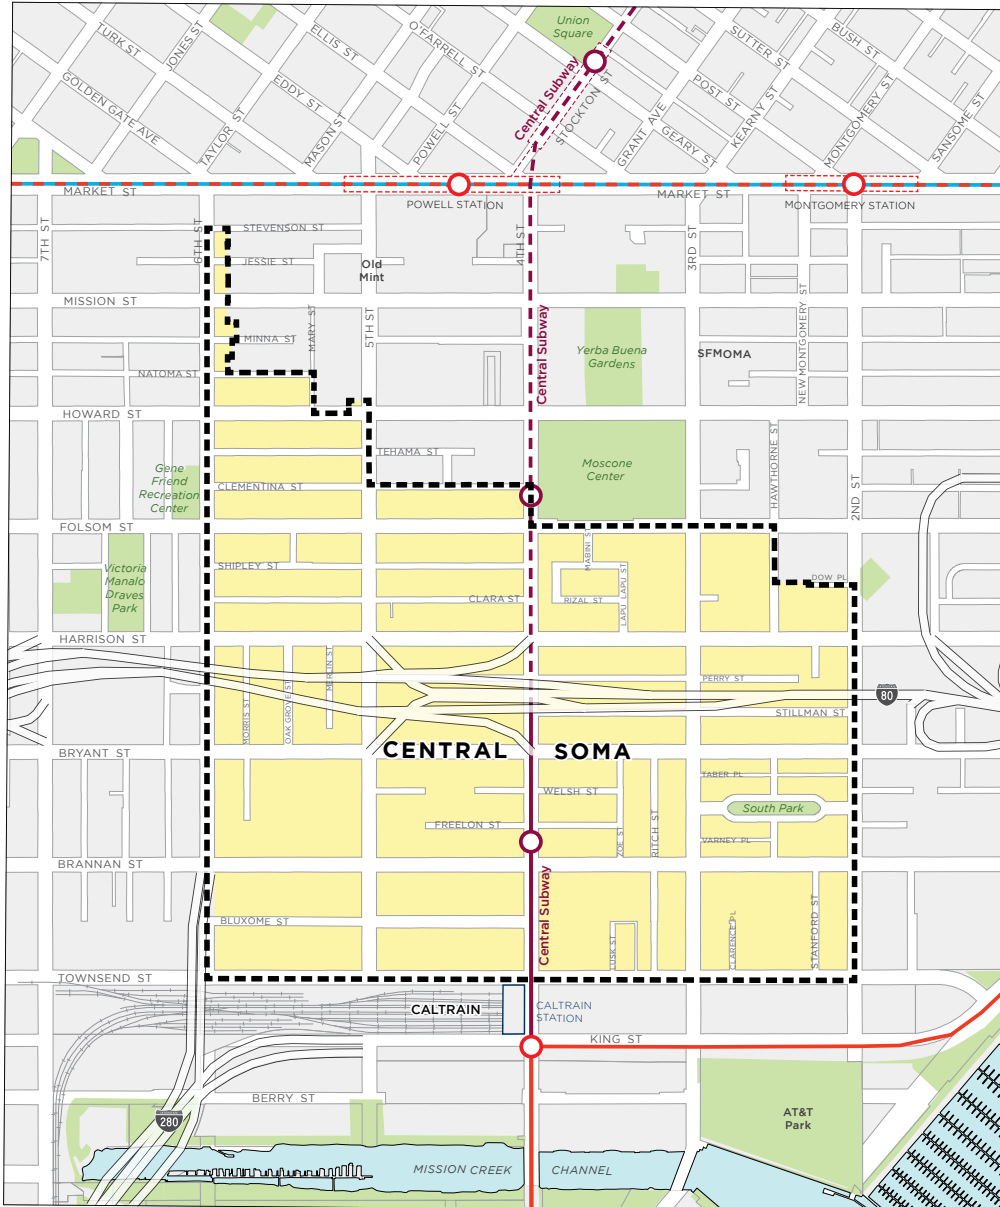 Union
Square
TURK ST
JONES ST
ELLIS ST
O'FARRELL ST
SUTTER ST
BUSH ST
GOLDEN GATE AVE
EDDY ST
Central Subway
STOCKTON ST
POST ST
KEARNY ST
MONTGOMERY ST
SANSOME ST
TAYLOR ST
MASON ST
POWELL ST
GRANT AVE
GEARY ST
MARKET ST
MARKET ST
POWELL STATION
MONTGOMERY STATION
7TH ST
6TH ST
STEVENSON ST
4TH ST
3RD ST
JESSIE ST
Old
Mint
MISSION ST
MARY ST
5TH ST
Central Subway
NEW MONTGOMERY ST
MINNA ST
Yerba Buena
Gardens
SFMOMA
NATOMA ST
HOWARD ST
TEHAMA ST
HAWTHORNE ST
Gene
Friend
Recreation
Center
Moscone
Center
CLEMENTINA ST
2ND ST
FOLSOM ST
MABINI ST
SHIPLEY ST
Victoria
Manalo
Draves
Park
LAPU LAPU ST
DOW PL
CLARA ST
RIZAL ST
HARRISON ST
MERLIN ST
MORRIS ST
OAK GROVE ST
PERRY ST
80
STILLMAN ST
BRYANT ST
CENTRAL SOMA
TABER PL
WELSH ST
South Park
FREELON ST
ZOE ST
RITCH ST
VARNEY PL
BRANNAN ST
Central Subway
BLUXOME ST
LUSK ST
CLARENCE PL
STANFORD ST
TOWNSEND ST
CALTRAIN
CALTRAIN
STATION
KING ST
BERRY ST
280
AT&T
Park
MISSION CREEK CHANNEL